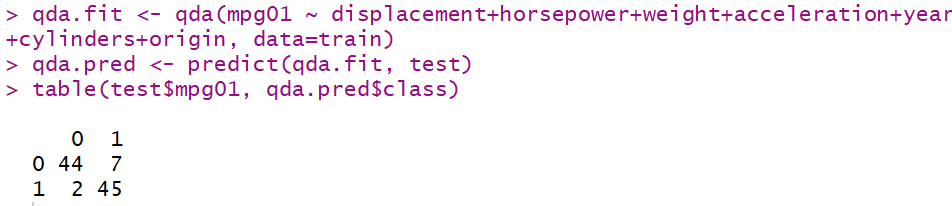 > qda.fit <- qda(mpg01 ~ displacement+horsepower+weight+acceleration+year
+cylinders+origin, data=train)
> qda.pred <- predict(qda.fit, test)
> table(test$mpg01, qda.pred$class)
0 1
0 44 7
1 2 45